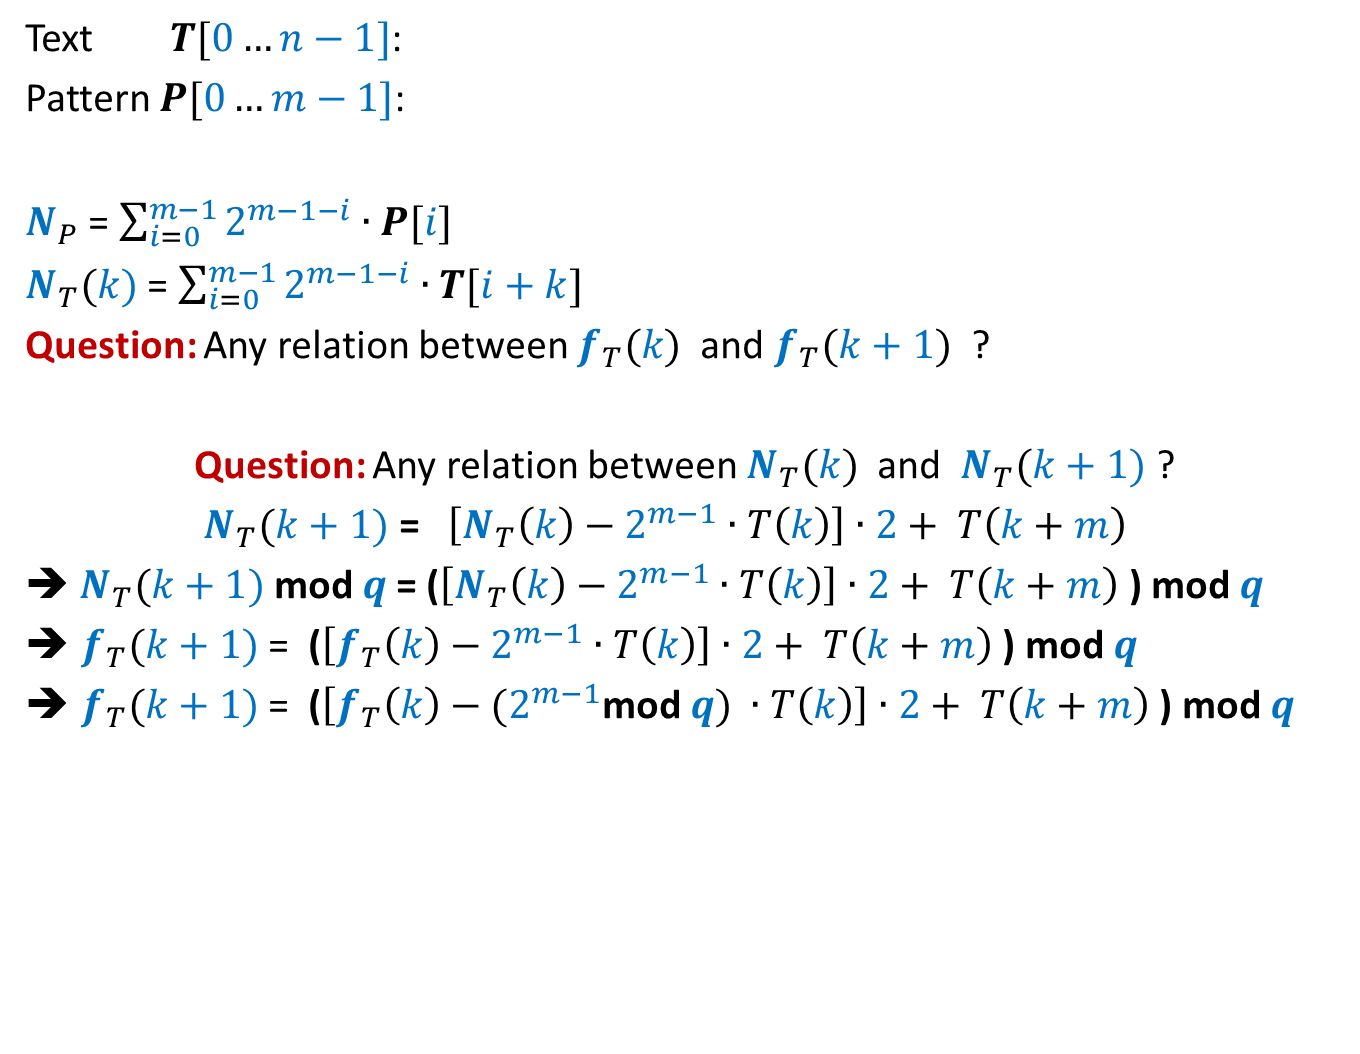 Text 𝑻[0 … 𝑛 − 1]:
Pattern 𝑷[0 … 𝑚 − 1]:
𝑵_𝑃 = ∑_{𝑖=0}^{𝑚−1} 2^{𝑚−1−𝑖} ∙ 𝑷[𝑖]
𝑵_𝑇(𝑘) = ∑_{𝑖=0}^{𝑚−1} 2^{𝑚−1−𝑖} ∙ 𝑻[𝑖 + 𝑘]
Question: Any relation between 𝒇_𝑇(𝑘) and 𝒇_𝑇(𝑘 + 1) ?
Question: Any relation between 𝑵_𝑇(𝑘) and 𝑵_𝑇(𝑘 + 1) ?
𝑵_𝑇(𝑘 + 1) = [𝑵_𝑇(𝑘) − 2^{𝑚−1} ∙ 𝑇(𝑘)] ∙ 2 + 𝑇(𝑘 + 𝑚)
➔ 𝑵_𝑇(𝑘 + 1) mod 𝒒 = ([𝑵_𝑇(𝑘) − 2^{𝑚−1} ∙ 𝑇(𝑘)] ∙ 2 + 𝑇(𝑘 + 𝑚) ) mod 𝒒
➔ 𝒇_𝑇(𝑘 + 1) = ([𝒇_𝑇(𝑘) − 2^{𝑚−1} ∙ 𝑇(𝑘)] ∙ 2 + 𝑇(𝑘 + 𝑚) ) mod 𝒒
➔ 𝒇_𝑇(𝑘 + 1) = ([𝒇_𝑇(𝑘) − (2^{𝑚−1}mod 𝒒) ∙ 𝑇(𝑘)] ∙ 2 + 𝑇(𝑘 + 𝑚) ) mod 𝒒